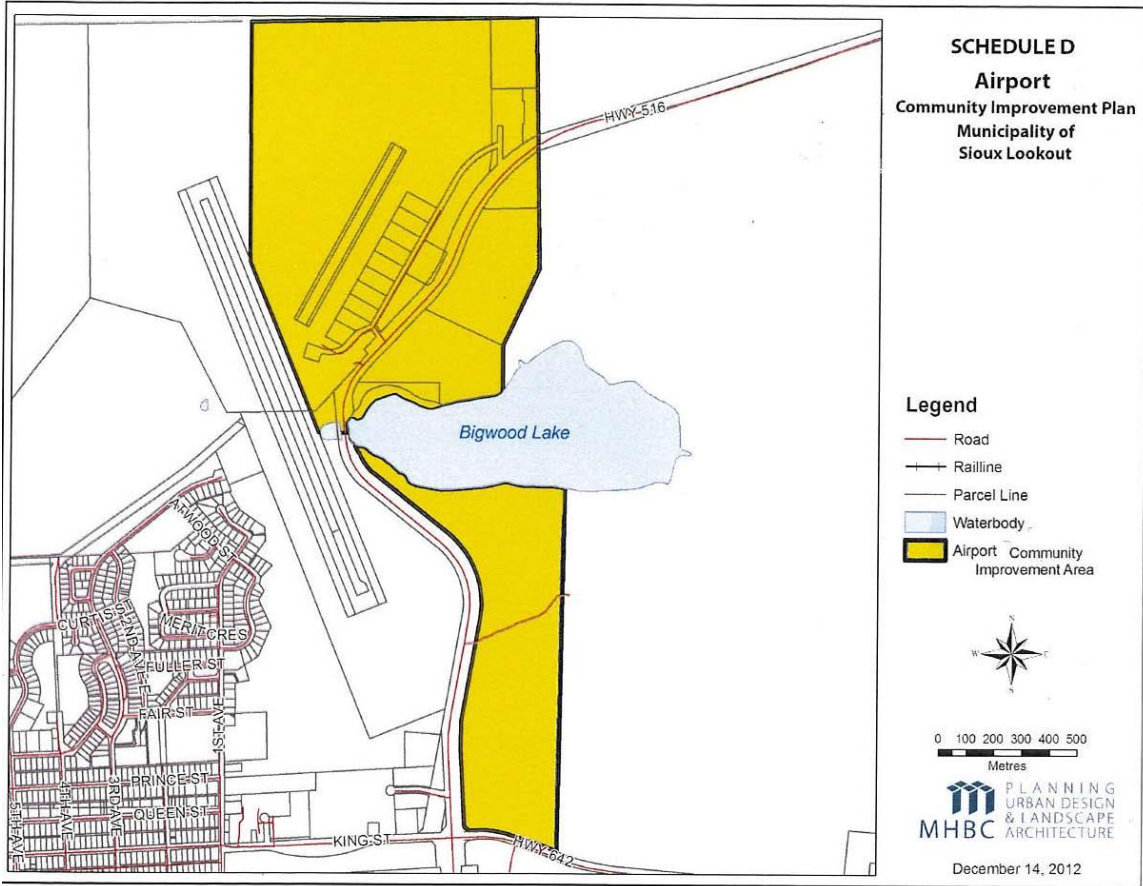 SCHEDULE D
Airport
Community Improvement Plan
Municipality of
Sioux Lookout
HWY-516
Bigwood Lake
ATWOOD ST
CURTIS S
2ND AVE E
MERIT CRES
FULLER ST
FAIR ST
1ST AVE
PRINCE ST
QUEEN ST
KING ST
HWY-642
5TH AVE
4TH AVE
3RD AVE
Legend
Road
Railline
Parcel Line
Waterbody
Airport Community
Improvement Area
N
W
E
S
0 100 200 300 400 500
Metres
MHBC
PLANNING
URBAN DESIGN
& LANDSCAPE
ARCHITECTURE
December 14, 2012